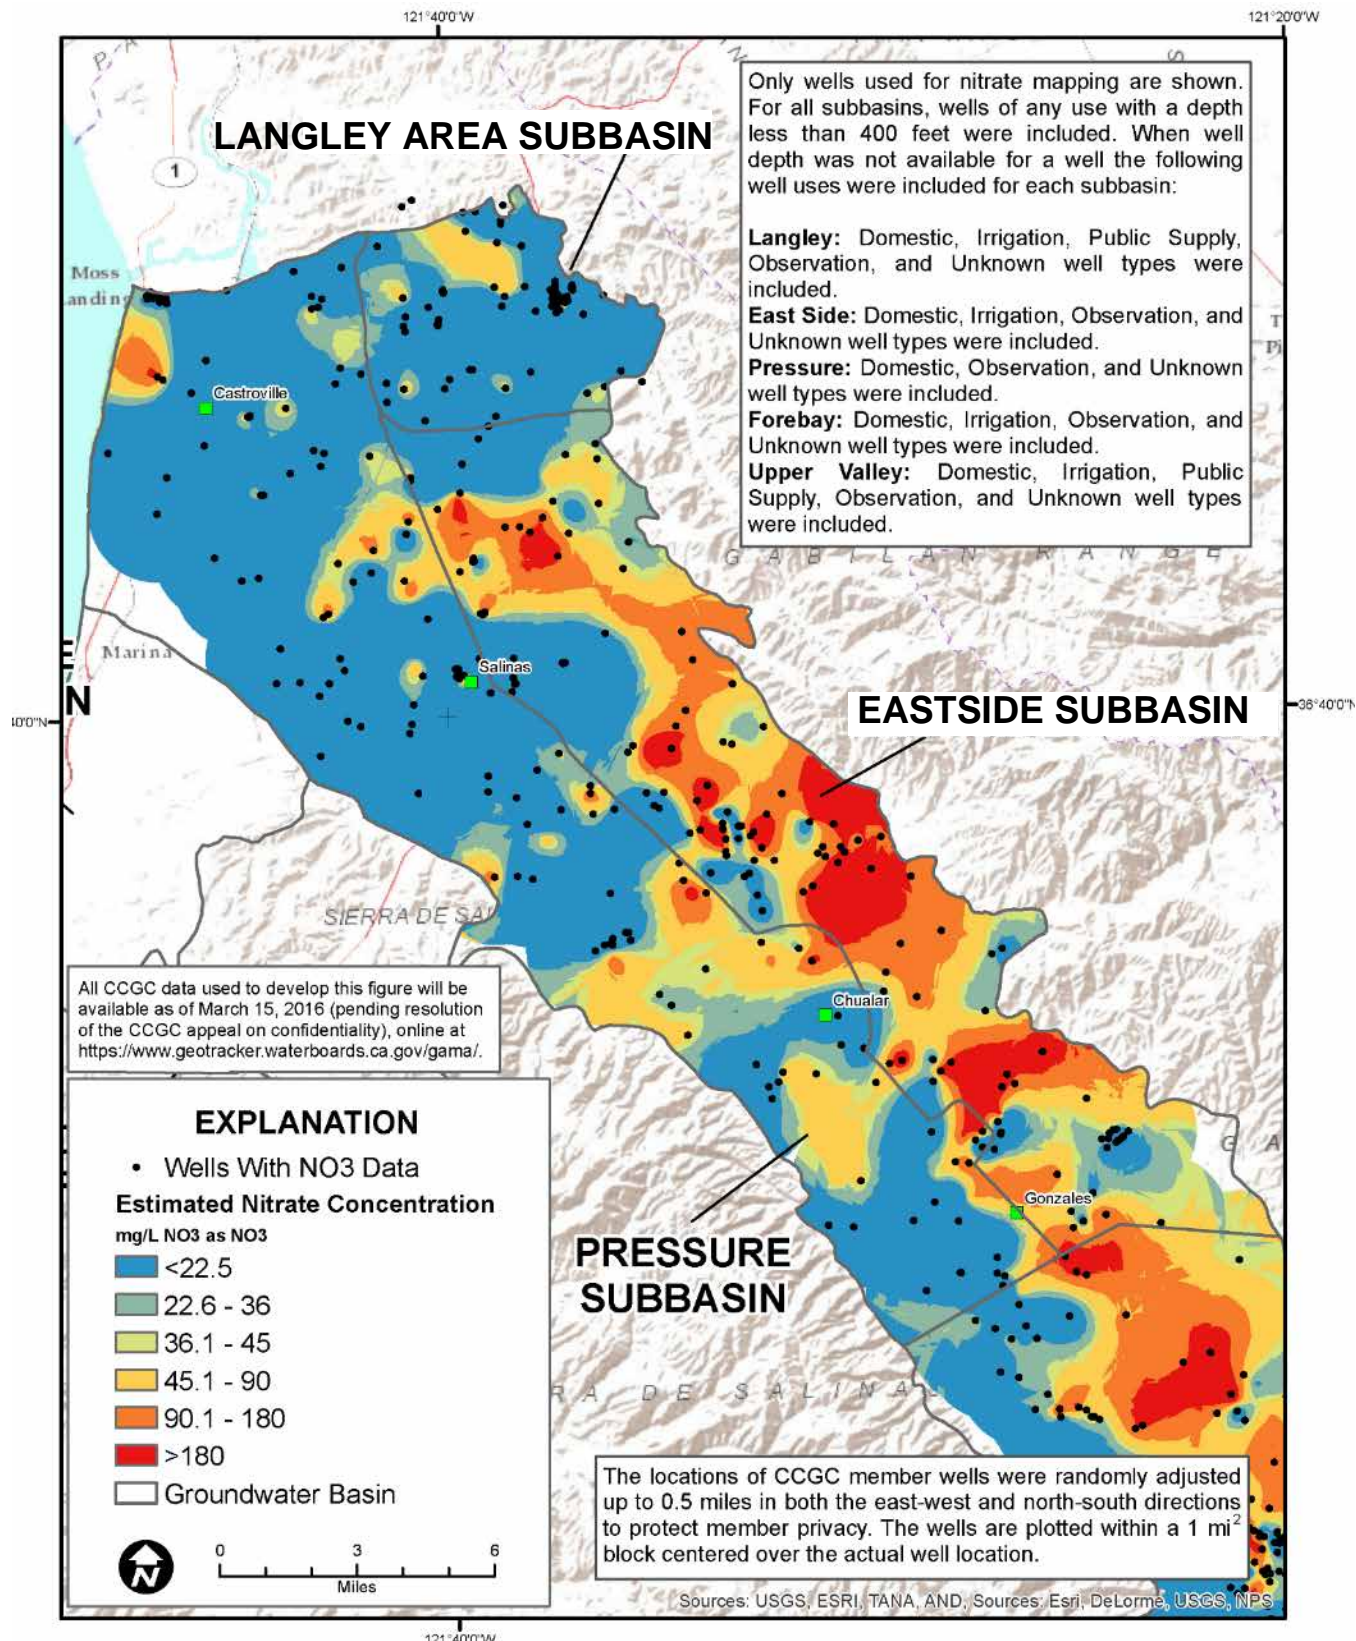 121°40'0"W
121°20'0"W
LANGLEY AREA SUBBASIN
1
Only wells used for nitrate mapping are shown.
For all subbasins, wells of any use with a depth
less than 400 feet were included. When well
depth was not available for a well the following
well uses were included for each subbasin:
Langley: Domestic, Irrigation, Public Supply,
Observation, and Unknown well types were
included.
East Side: Domestic, Irrigation, Observation, and
Unknown well types were included.
Pressure: Domestic, Observation, and Unknown
well types were included.
Forebay: Domestic, Irrigation, Observation, and
Unknown well types were included.
Upper Valley: Domestic, Irrigation, Public
Supply, Observation, and Unknown well types
were included.
Moss
anding
Castroville
GABILAN RANGE
Marina
N
Salinas
EASTSIDE SUBBASIN
40'0"N
36°40'0"N
SIERRA DE SA
All CCGC data used to develop this figure will be
available as of March 15, 2016 (pending resolution
of the CCGC appeal on confidentiality), online at
https://www.geotracker.waterboards.ca.gov/gama/.
Chualar
G A
Gonzales
PRESSURE
SUBBASIN
RA DE SALINA
EXPLANATION
Wells With NO3 Data
Estimated Nitrate Concentration
mg/L NO3 as NO3
<22.5
22.6 - 36
36.1 - 45
45.1 - 90
90.1 - 180
>180
Groundwater Basin
N
0 3 6
Miles
The locations of CCGC member wells were randomly adjusted
up to 0.5 miles in both the east-west and north-south directions
to protect member privacy. The wells are plotted within a 1 mi²
block centered over the actual well location.
Sources: USGS, ESRI, TANA, AND, Sources: Esri, DeLorme, USGS, NPS
121°40'0"W